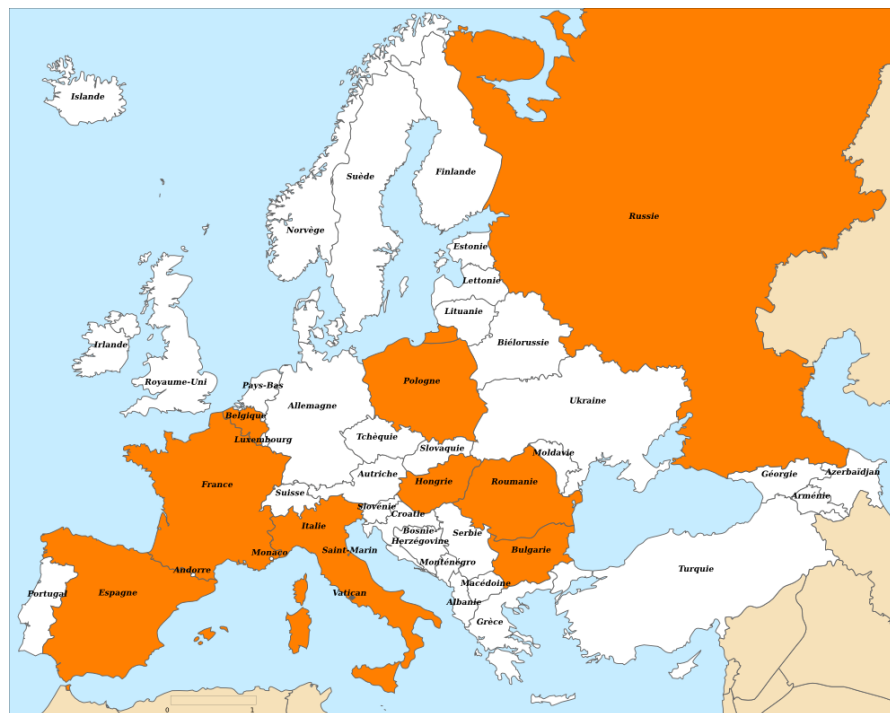 Islande
Finlande
Suède
Russie
Norvège
Estonie
Lettonie
Lituanie
Irlande
Biélorussie
Royaume-Uni
Pays-Bas
Pologne
Allemagne
Ukraine
Belgique
Tchèquie
Luxembourg
Slovaquie
Moldavie
Autriche
Géorgie
Azerbaïdjan
France
Hongrie
Roumanie
Suisse
Arménie
Slovénie
Croatie
Italie
Bosnie-
Herzégovine
Serbie
Saint-Marin
Bulgarie
Monaco
Monténégro
Andorre
Turquie
Macédoine
Espagne
Portugal
Vatican
Albanie
Grèce
0 1